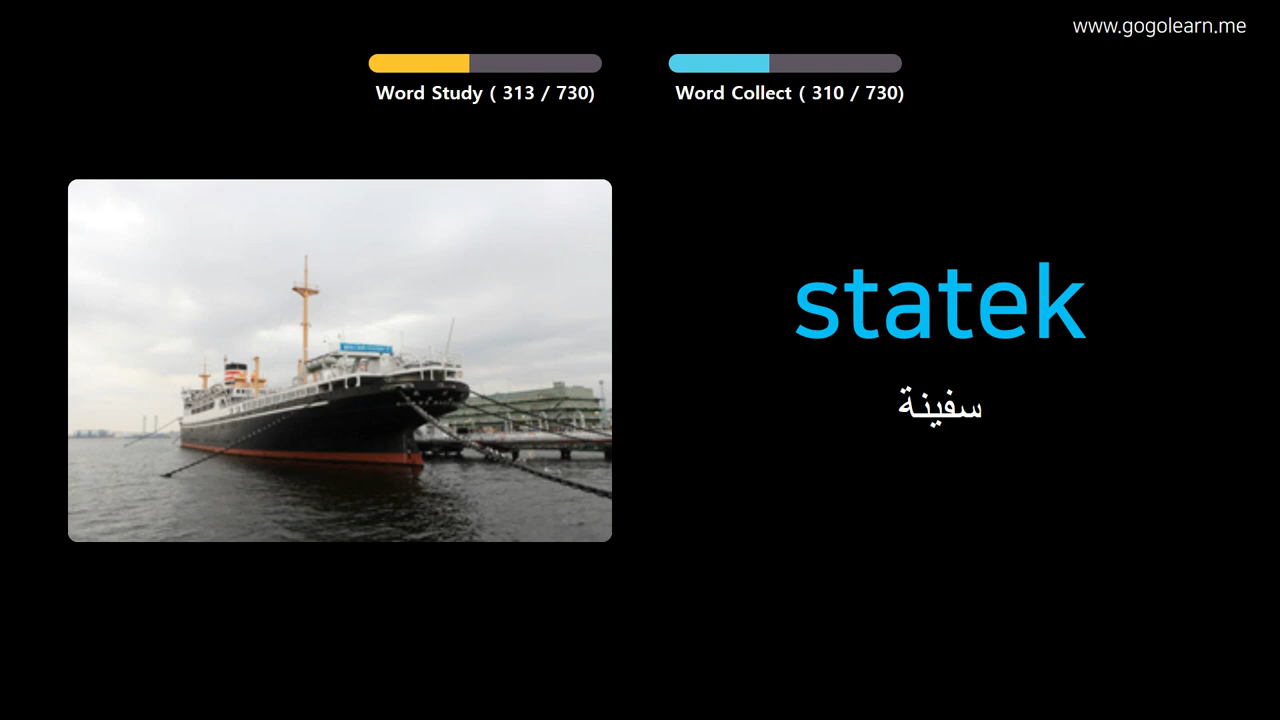 www.gogolearn.me
Word Study ( 313 / 730)
Word Collect ( 310 / 730)
statek
سفينة